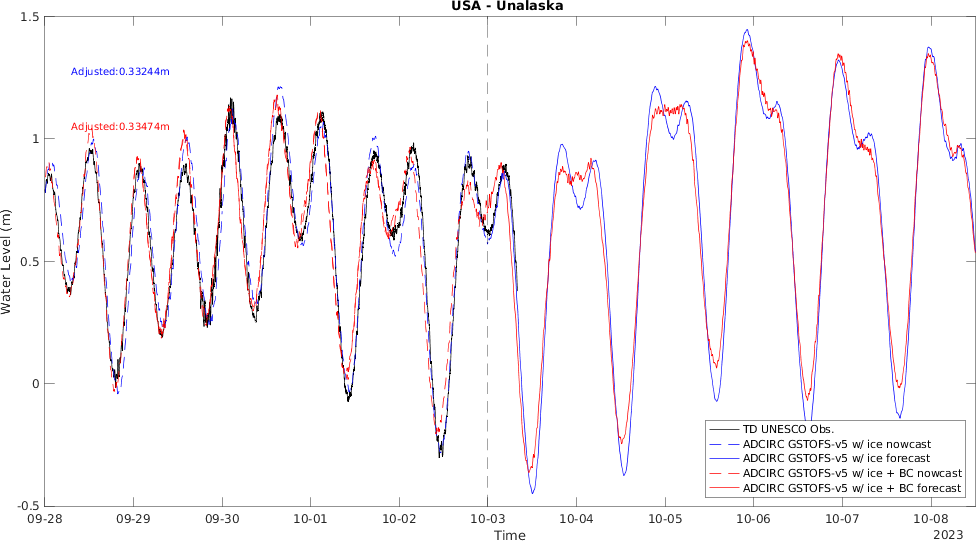 USA - Unalaska
1.5
Adjusted:0.33244m
Adjusted:0.33474m
1
0.5
0
-0.5
Water Level (m)
TD UNESCO Obs.
ADCIRC GSTOFS-v5 w/ ice nowcast
ADCIRC GSTOFS-v5 w/ ice forecast
ADCIRC GSTOFS-v5 w/ ice + BC nowcast
ADCIRC GSTOFS-v5 w/ ice + BC forecast
09-28 09-29 09-30 10-01 10-02 10-03 10-04 10-05 10-06 10-07 10-08
Time
2023